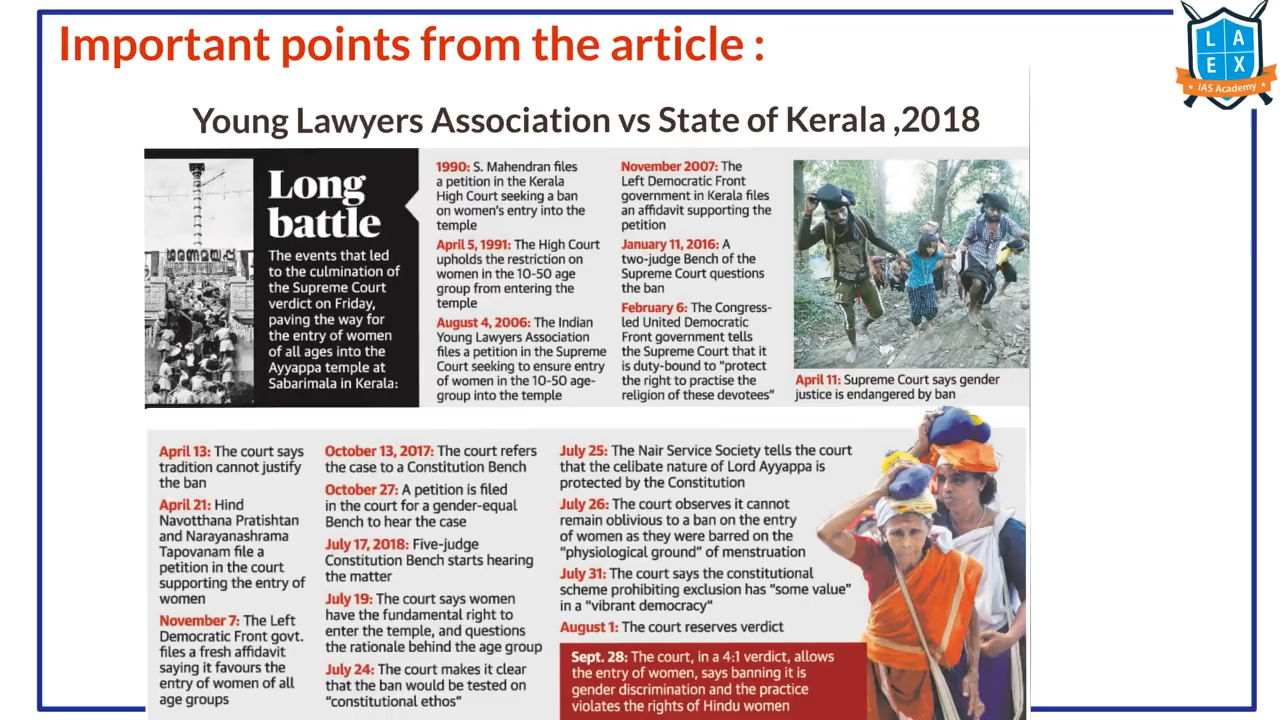 Important points from the article :
L A
E X
IAS Academy
Young Lawyers Association vs State of Kerala ,2018
Long
battle
The events that led
to the culmination of
the Supreme Court
verdict on Friday,
paving the way for
the entry of women
of all ages into the
Ayyappa temple at
Sabarimala in Kerala:
1990: S. Mahendran files
a petition in the Kerala
High Court seeking a ban
on women's entry into the
temple
April 5, 1991: The High Court
upholds the restriction on
women in the 10-50 age
group from entering the
temple
August 4, 2006: The Indian
Young Lawyers Association
files a petition in the Supreme
Court seeking to ensure entry
of women in the 10-50 age-
group into the temple
November 2007: The
Left Democratic Front
government in Kerala files
an affidavit supporting the
petition
January 11, 2016: A
two-judge Bench of the
Supreme Court questions
the ban
February 6: The Congress-
led United Democratic
Front government tells
the Supreme Court that it
is duty-bound to "protect
the right to practise the
religion of these devotees"
April 11: Supreme Court says gender
justice is endangered by ban
April 13: The court says
tradition cannot justify
the ban
April 21: Hind
Navotthana Pratishtan
and Narayanashrama
Tapovanam file a
petition in the court
supporting the entry of
women
November 7: The Left
Democratic Front govt.
files a fresh affidavit
saying it favours the
entry of women of all
age groups
October 13, 2017: The court refers
the case to a Constitution Bench
October 27: A petition is filed
in the court for a gender-equal
Bench to hear the case
July 17, 2018: Five-judge
Constitution Bench starts hearing
the matter
July 19: The court says women
have the fundamental right to
enter the temple, and questions
the rationale behind the age group
July 24: The court makes it clear
that the ban would be tested on
"constitutional ethos"
July 25: The Nair Service Society tells the court
that the celibate nature of Lord Ayyappa is
protected by the Constitution
July 26: The court observes it cannot
remain oblivious to a ban on the entry
of women as they were barred on the
"physiological ground" of menstruation
July 31: The court says the constitutional
scheme prohibiting exclusion has "some value"
in a "vibrant democracy"
August 1: The court reserves verdict
Sept. 28: The court, in a 4:1 verdict, allows
the entry of women, says banning it is
gender discrimination and the practice
violates the rights of Hindu women